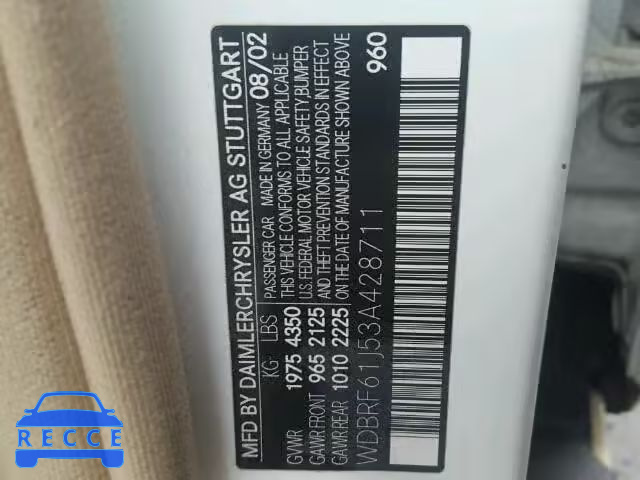 MFD BY DAIMLERCHRYSLER AG STUTTGART
KG LBS PASSENGER CAR MADE IN GERMANY 08/02
GVWR 1975 4350 THIS VEHICLE CONFORMS TO ALL APPLICABLE
GAWR FRONT 965 2125 U.S. FEDERAL MOTOR VEHICLE SAFETY, BUMPER
GAWR REAR 1010 2225 AND THEFT PREVENTION STANDARDS IN EFFECT
ON THE DATE OF MANUFACTURE SHOWN ABOVE
WDBRF61J53A428711
960
RECCE